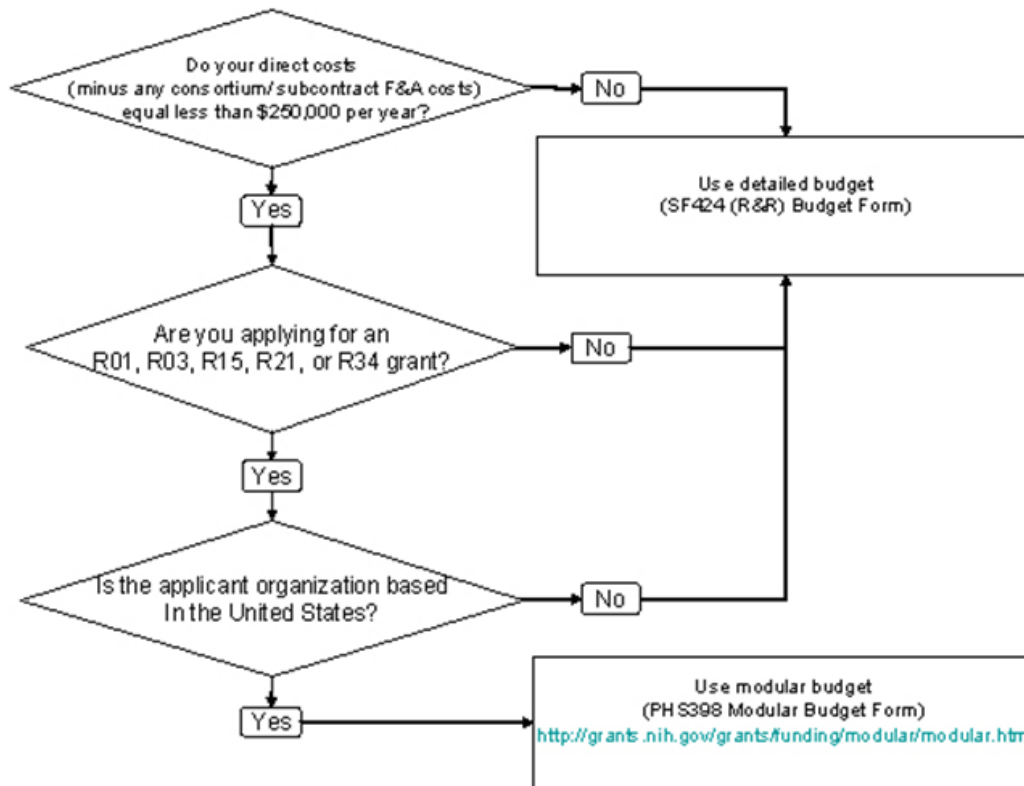 Do your direct costs
(minus any consortium/subcontract F&A costs)
equal less than $250,000 per year?
No
Use detailed budget
(SF424 (R&R) Budget Form)
Yes
Are you applying for an
R01, R03, R15, R21, or R34 grant?
No
Yes
Is the applicant organization based
In the United States?
No
Yes
Use modular budget
(PHS398 Modular Budget Form)
http://grants.nih.gov/grants/funding/modular/modular.htm